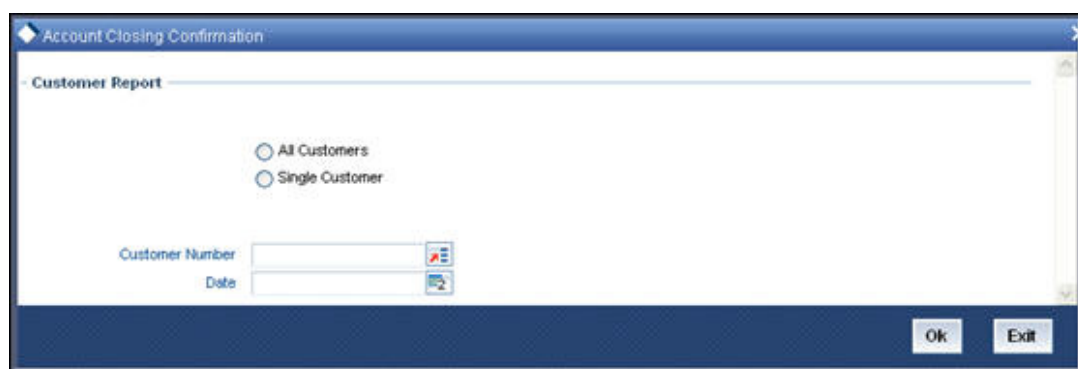 Account Closing Confirmation
Customer Report
All Customers
Single Customer
Customer Number
Date
Ok
Exit